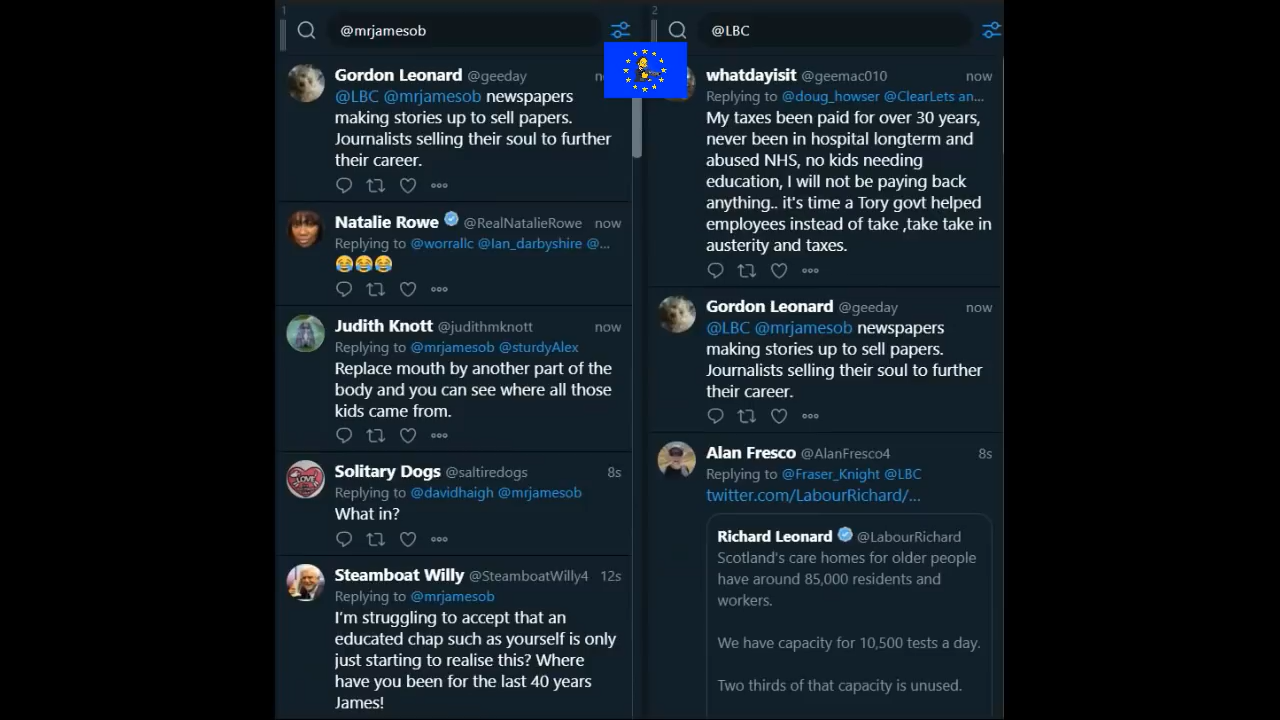 1
@mrjamesob
Gordon Leonard @geeday
@LBC @mrjamesob newspapers
making stories up to sell papers.
Journalists selling their soul to further
their career.
Natalie Rowe @RealNatalieRowe now
Replying to @worrallc @Ian_darbyshire @...
😂😂😂
Judith Knott @judithmknott now
Replying to @mrjamesob @sturdyAlex
Replace mouth by another part of the
body and you can see where all those
kids came from.
Solitary Dogs @saltiredogs 8s
Replying to @davidhaigh @mrjamesob
What in?
Steamboat Willy @SteamboatWilly4 12s
Replying to @mrjamesob
I'm struggling to accept that an
educated chap such as yourself is only
just starting to realise this? Where
have you been for the last 40 years
James!
2
@LBC
whatdayisit @geemac010 now
Replying to @doug_howser @ClearLets an...
My taxes been paid for over 30 years,
never been in hospital longterm and
abused NHS, no kids needing
education, I will not be paying back
anything.. it's time a Tory govt helped
employees instead of take ,take take in
austerity and taxes.
Gordon Leonard @geeday now
@LBC @mrjamesob newspapers
making stories up to sell papers.
Journalists selling their soul to further
their career.
Alan Fresco @AlanFresco4 8s
Replying to @Fraser_Knight @LBC
twitter.com/LabourRichard/...
Richard Leonard @LabourRichard
Scotland's care homes for older people
have around 85,000 residents and
workers.
We have capacity for 10,500 tests a day.
Two thirds of that capacity is unused.